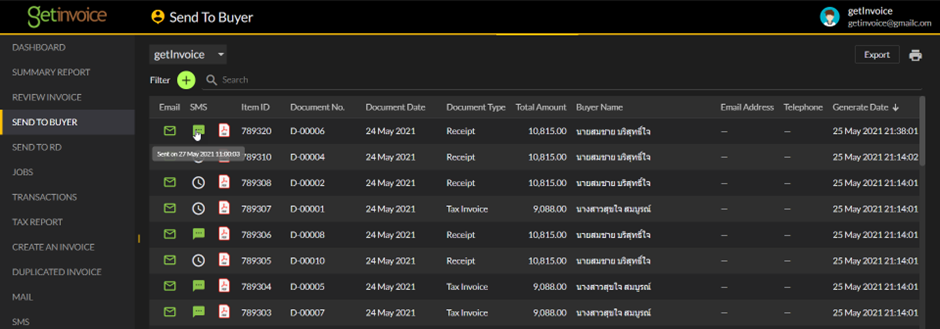 getinvoice
Send To Buyer
getInvoice
getinvoice@gmailc.om
DASHBOARD
SUMMARY REPORT
REVIEW INVOICE
SEND TO BUYER
SEND TO RD
JOBS
TRANSACTIONS
TAX REPORT
CREATE AN INVOICE
DUPLICATED INVOICE
MAIL
SMS
getInvoice
Export
Filter + Search
Email SMS Item ID Document No. Document Date Document Type Total Amount Buyer Name Email Address Telephone Generate Date ↓
789320 D-00006 24 May 2021 Receipt 10,815.00 นายสมชาย บริสุทธิ์ใจ — — 25 May 2021 21:38:01
Sent on 27 May 2021 11:00:03
789310 D-00004 24 May 2021 Receipt 10,815.00 นายสมชาย บริสุทธิ์ใจ — — 25 May 2021 21:14:02
789308 D-00002 24 May 2021 Receipt 10,815.00 นายสมชาย บริสุทธิ์ใจ — — 25 May 2021 21:14:01
789307 D-00001 24 May 2021 Tax Invoice 9,088.00 นางสาวสุขใจ สมบูรณ์ — — 25 May 2021 21:14:01
789306 D-00008 24 May 2021 Receipt 10,815.00 นายสมชาย บริสุทธิ์ใจ — — 25 May 2021 21:14:01
789305 D-00010 24 May 2021 Receipt 10,815.00 นายสมชาย บริสุทธิ์ใจ — — 25 May 2021 21:14:01
789304 D-00005 24 May 2021 Tax Invoice 9,088.00 นางสาวสุขใจ สมบูรณ์ — — 25 May 2021 21:14:01
789303 D-00007 24 May 2021 Tax Invoice 9,088.00 นางสาวสุขใจ สมบูรณ์ — — 25 May 2021 21:14:01